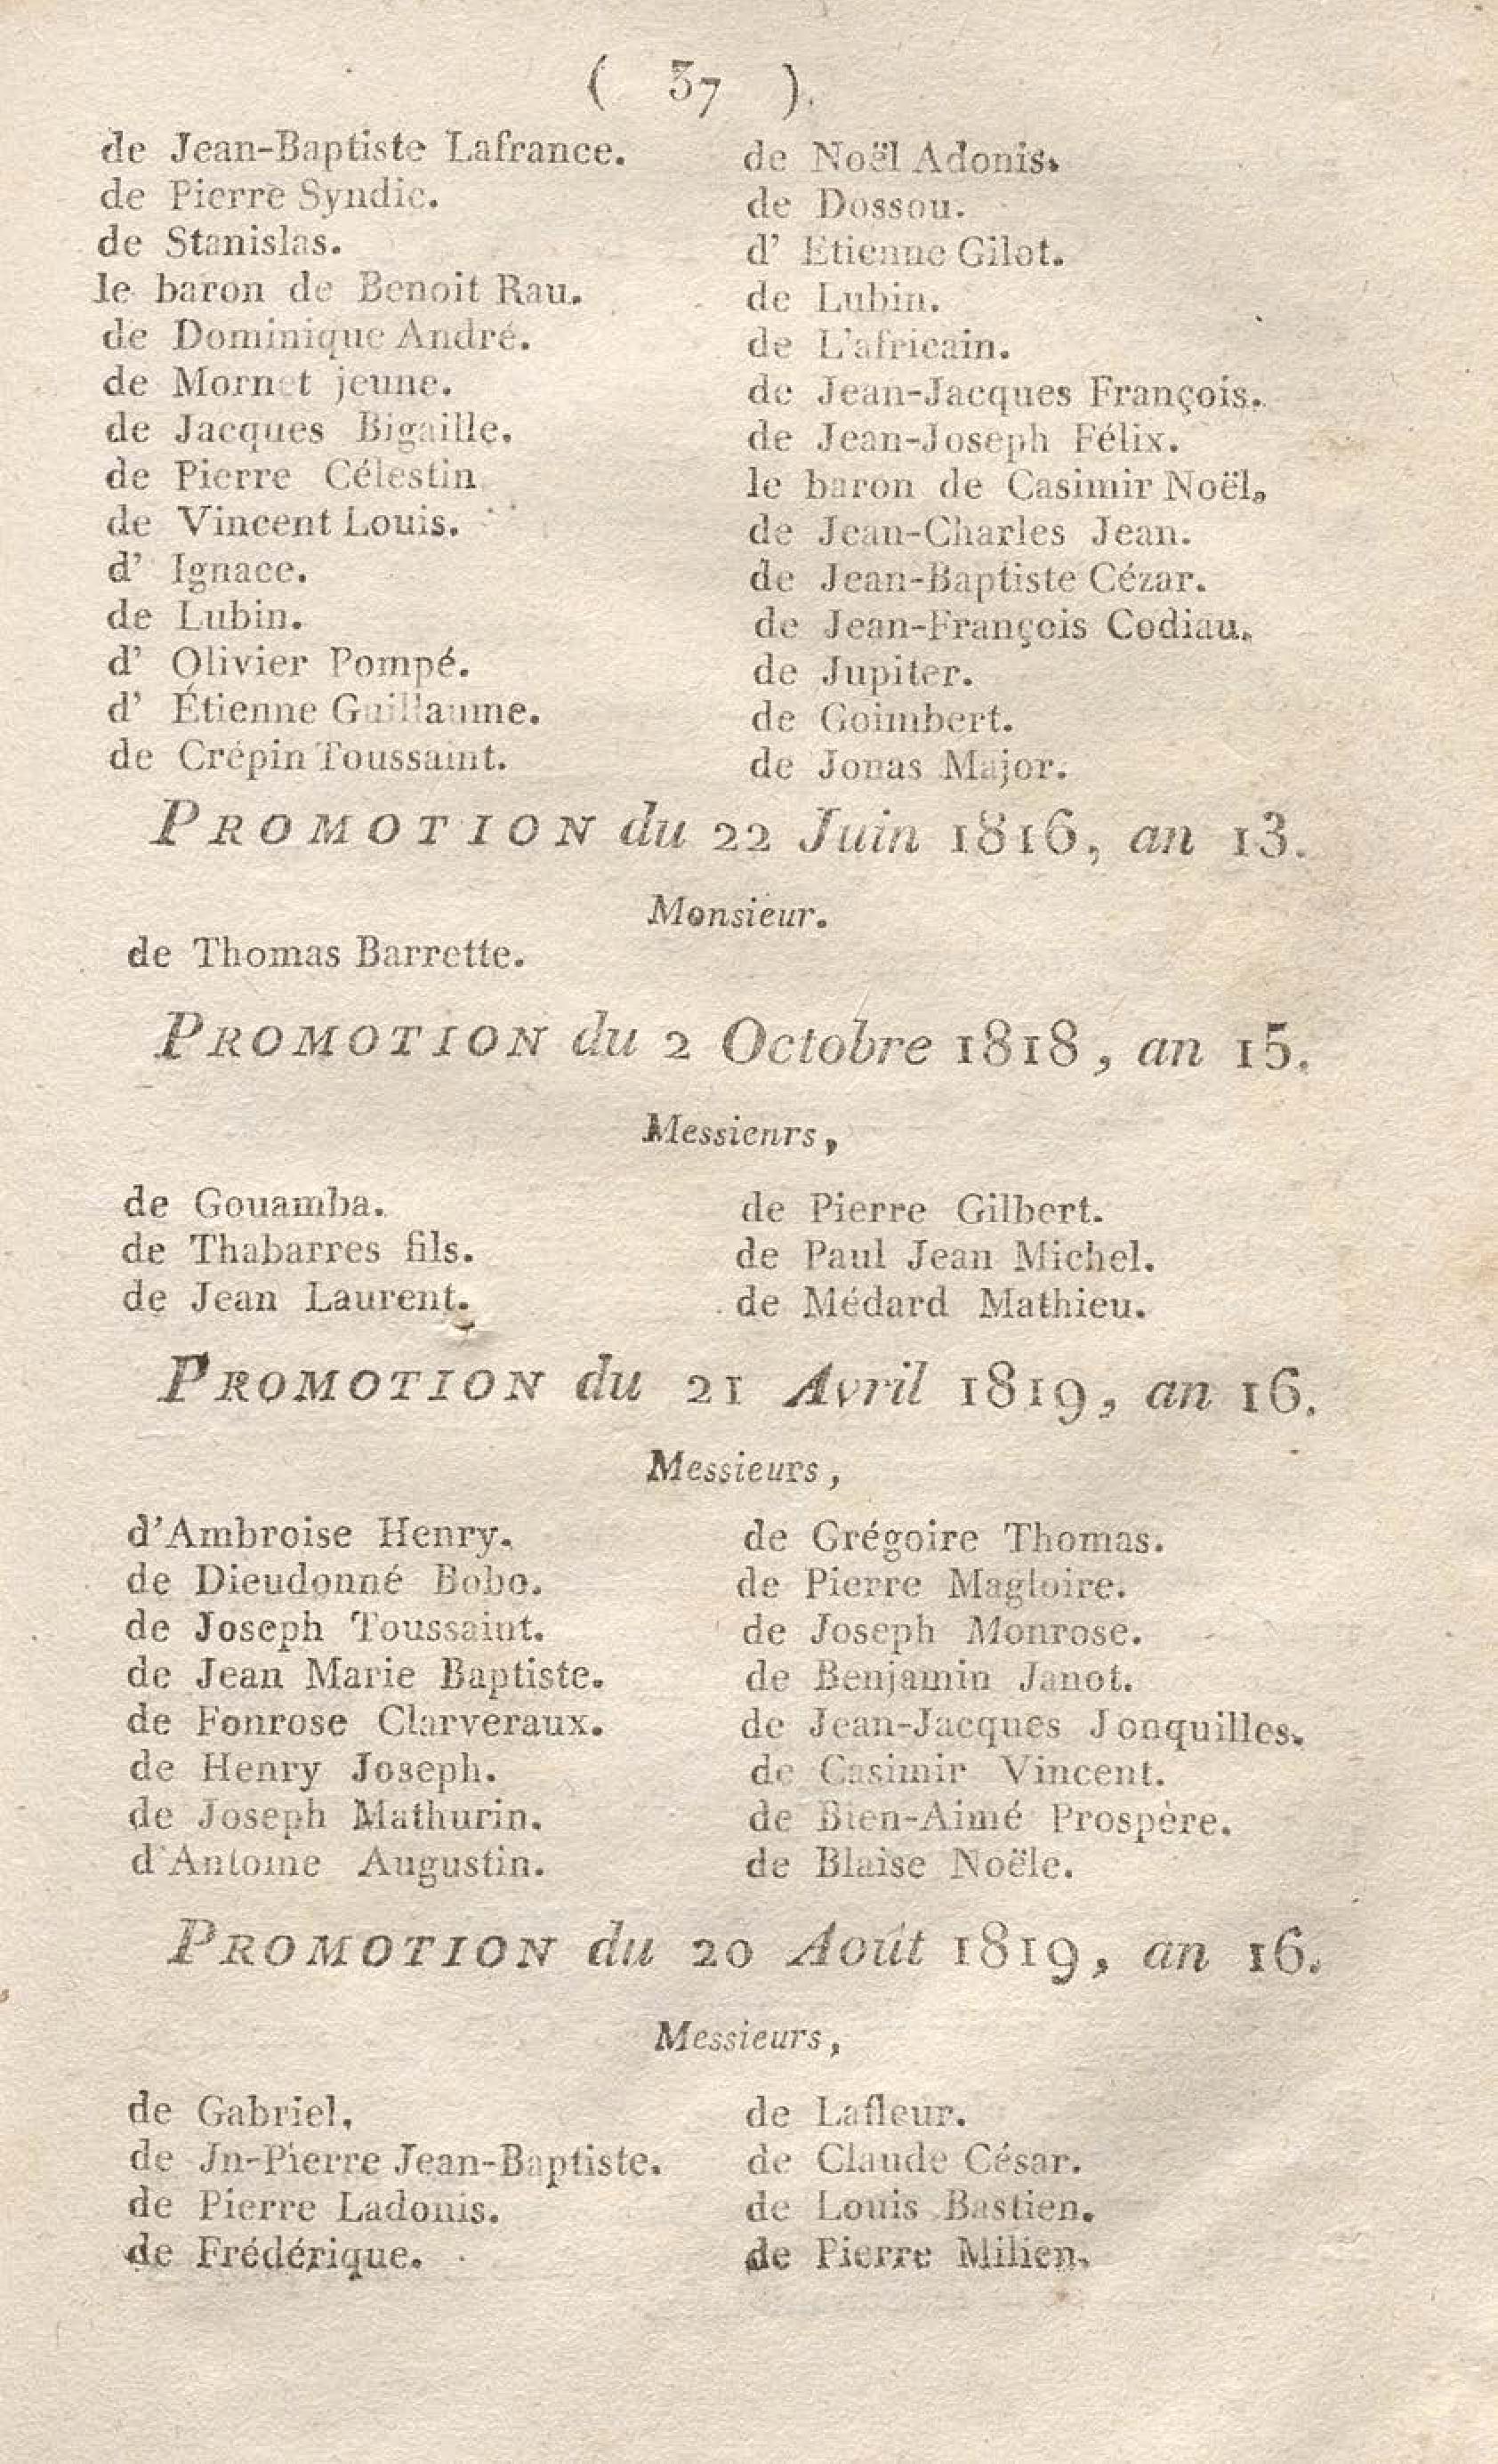 ( 37 ).
de Jean-Baptiste Lafrance.
de Pierre Syndic.
de Stanislas.
le baron de Benoit Rau.
de Dominique André.
de Mornet jeune.
de Jacques Bigaille.
de Pierre Célestin
de Vincent Louis.
d' Ignace.
de Lubin.
d' Olivier Pompé.
d' Étienne Guillaume.
de Crépin Toussaint.
de Noël Adonis.
de Dossou.
d' Etienne Gilot.
de Lubin.
de L'africain.
de Jean-Jacques François.
de Jean-Joseph Félix.
le baron de Casimir Noël,
de Jean-Charles Jean.
de Jean-Baptiste Cézar.
de Jean-François Codiau.
de Jupiter.
de Goimbert.
de Jonas Major.
PROMOTION du 22 Juin 1816, an 13.
Monsieur.
de Thomas Barrette.
PROMOTION du 2 Octobre 1818, an 15.
Messienrs,
de Gouamba.
de Thabarres fils.
de Jean Laurent.
de Pierre Gilbert.
de Paul Jean Michel.
de Médard Mathieu.
PROMOTION du 21 Avril 1819, an 16.
Messieurs,
d'Ambroise Henry.
de Dieudonné Bobo.
de Joseph Toussaint.
de Jean Marie Baptiste.
de Fonrose Clarveraux.
de Henry Joseph.
de Joseph Mathurin.
d'Antoine Augustin.
de Grégoire Thomas.
de Pierre Magloire.
de Joseph Monrose.
de Benjamin Janot.
de Jean-Jacques Jonquilles.
de Casimir Vincent.
de Bien-Aimé Prospère.
de Blaise Noële.
PROMOTION du 20 Août 1819, an 16.
Messieurs,
de Gabriel,
de Jn-Pierre Jean-Baptiste.
de Pierre Ladouis.
de Frédérique.
de Lafleur.
de Claude César.
de Louis Bastien.
de Pierre Milien.